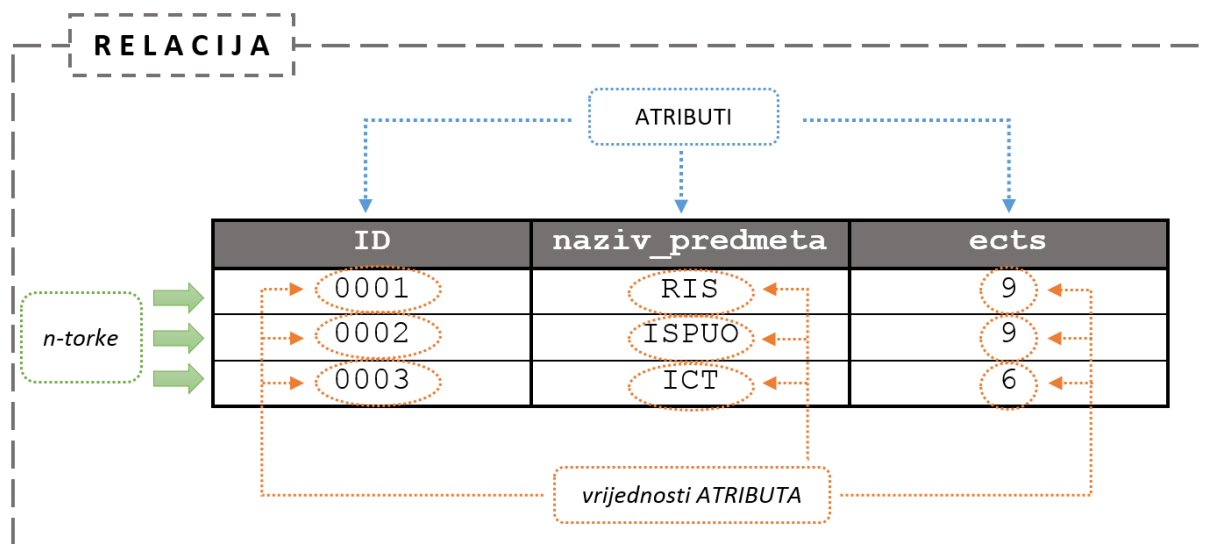 RELACIJA
ATRIBUTI
ID naziv_predmeta ects
0001 RIS 9
n-torke
0002 ISPUO 9
0003 ICT 6
vrijednosti ATRIBUTA